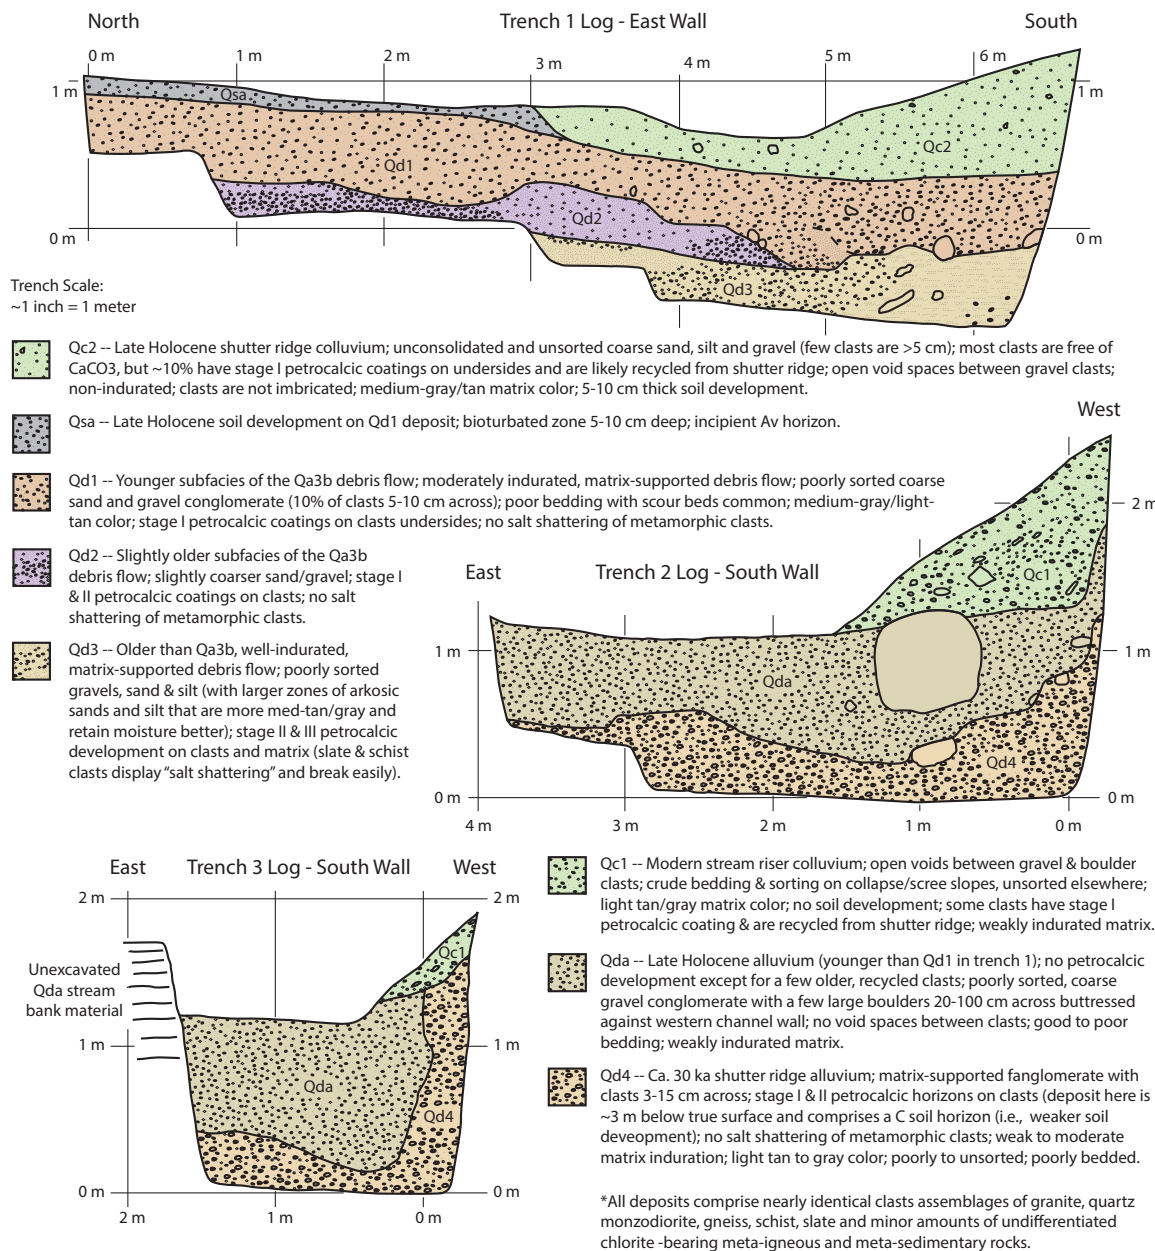 North
Trench 1 Log - East Wall
South
0 m
1 m
2 m
3 m
4 m
5 m
6 m
1 m
1 m
Qsa
Qc2
Qd1
Qd2
0 m
0 m
Qd3
Trench Scale:
~1 inch = 1 meter
Qc2 -- Late Holocene shutter ridge colluvium; unconsolidated and unsorted coarse sand, silt and gravel (few clasts are >5 cm); most clasts are free of
CaCO3, but ~10% have stage I petrocalcic coatings on undersides and are likely recycled from shutter ridge; open void spaces between gravel clasts;
non-indurated; clasts are not imbricated; medium-gray/tan matrix color; 5-10 cm thick soil development.
Qsa -- Late Holocene soil development on Qd1 deposit; bioturbated zone 5-10 cm deep; incipient Av horizon.
Qd1 -- Younger subfacies of the Qa3b debris flow; moderately indurated, matrix-supported debris flow; poorly sorted coarse
sand and gravel conglomerate (10% of clasts 5-10 cm across); poor bedding with scour beds common; medium-gray/light-
tan color; stage I petrocalcic coatings on clasts undersides; no salt shattering of metamorphic clasts.
Qd2 -- Slightly older subfacies of the Qa3b
debris flow; slightly coarser sand/gravel; stage I
& II petrocalcic coatings on clasts; no salt
shattering of metamorphic clasts.
Qd3 -- Older than Qa3b, well-indurated,
matrix-supported debris flow; poorly sorted
gravels, sand & silt (with larger zones of arkosic
sands and silt that are more med-tan/gray and
retain moisture better); stage II & III petrocalcic
development on clasts and matrix (slate & schist
clasts display "salt shattering" and break easily).
West
East
Trench 2 Log - South Wall
2 m
Qc1
1 m
1 m
Qda
Qd4
0 m
0 m
4 m
3 m
2 m
1 m
0 m
East
Trench 3 Log - South Wall
West
2 m
2 m
Qc1
Unexcavated
Qda stream
bank material
1 m
1 m
Qda
Qd4
0 m
0 m
2 m
1 m
0 m
Qc1 -- Modern stream riser colluvium; open voids between gravel & boulder
clasts; crude bedding & sorting on collapse/scree slopes, unsorted elsewhere;
light tan/gray matrix color; no soil development; some clasts have stage I
petrocalcic coating & are recycled from shutter ridge; weakly indurated matrix.
Qda -- Late Holocene alluvium (younger than Qd1 in trench 1); no petrocalcic
development except for a few older, recycled clasts; poorly sorted, coarse
gravel conglomerate with a few large boulders 20-100 cm across buttressed
against western channel wall; no void spaces between clasts; good to poor
bedding; weakly indurated matrix.
Qd4 -- Ca. 30 ka shutter ridge alluvium; matrix-supported fanglomerate with
clasts 3-15 cm across; stage I & II petrocalcic horizons on clasts (deposit here is
~3 m below true surface and comprises a C soil horizon (i.e., weaker soil
deveopment); no salt shattering of metamorphic clasts; weak to moderate
matrix induration; light tan to gray color; poorly to unsorted; poorly bedded.
*All deposits comprise nearly identical clasts assemblages of granite, quartz
monzodiorite, gneiss, schist, slate and minor amounts of undifferentiated
chlorite -bearing meta-igneous and meta-sedimentary rocks.